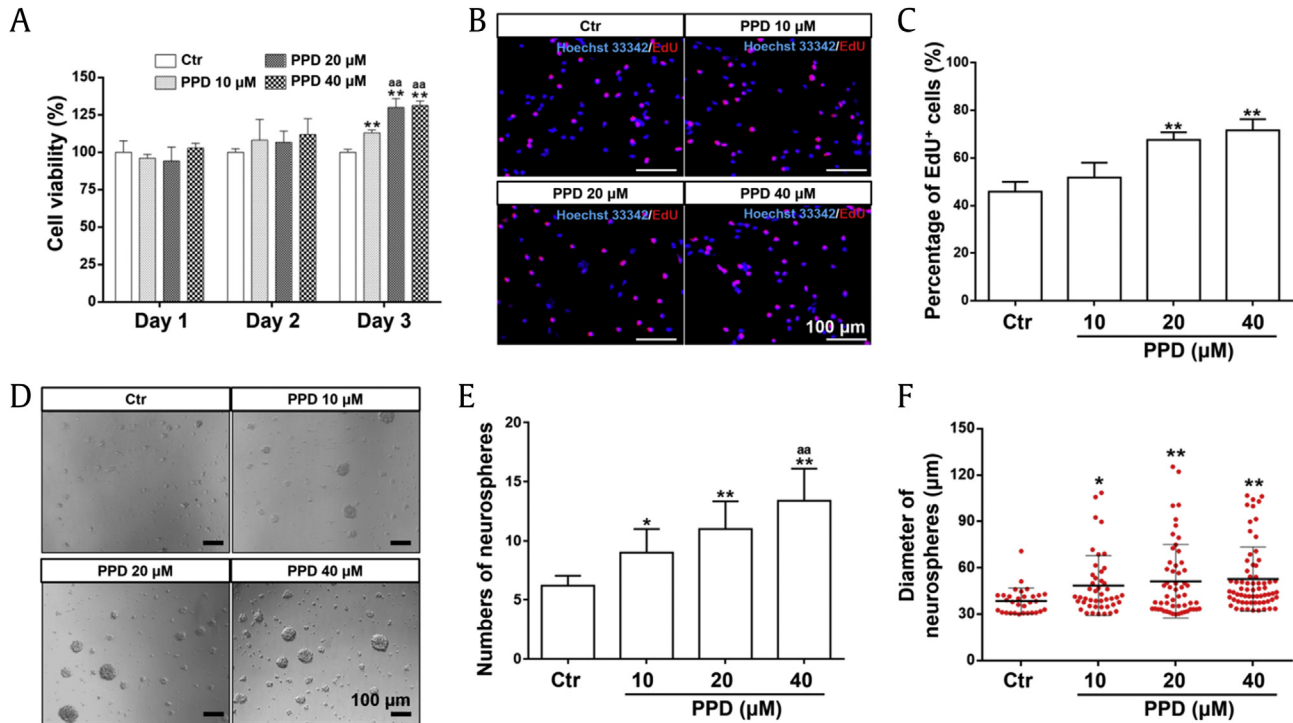 A
Ctr
PPD 20 µM
PPD 10 µM
PPD 40 µM
Cell viability (%)
150
125
100
75
50
25
0
**
aa
**
aa
**
Day 1
Day 2
Day 3
B
Ctr
PPD 10 µM
Hoechst 33342/EdU
Hoechst 33342/EdU
PPD 20 µM
PPD 40 µM
Hoechst 33342/EdU
Hoechst 33342/EdU
100 µm
C
Percentage of EdU+ cells (%)
100
80
60
40
20
0
**
**
Ctr
10
20
40
PPD (µM)
D
Ctr
PPD 10 µM
PPD 20 µM
PPD 40 µM
100 µm
E
Numbers of neurospheres
20
15
10
5
0
*
**
aa
**
Ctr
10
20
40
PPD (µM)
F
Diameter of
neurospheres (µm)
150
120
90
60
30
0
*
**
**
Ctr
10
20
40
PPD (µM)